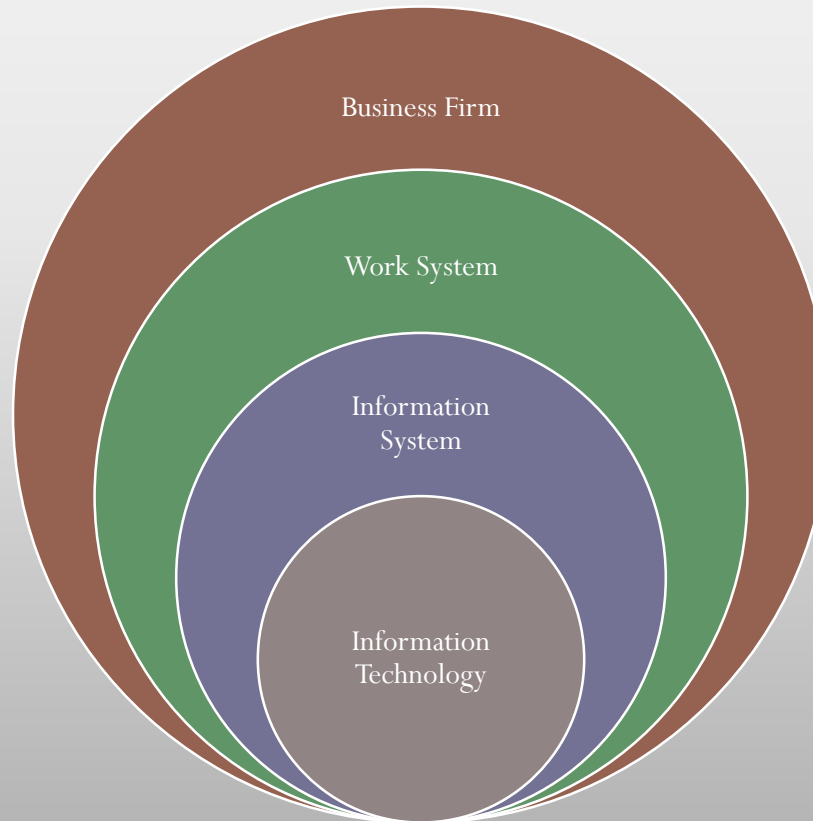 Business Firm
Work System
Information
System
Information
Technology